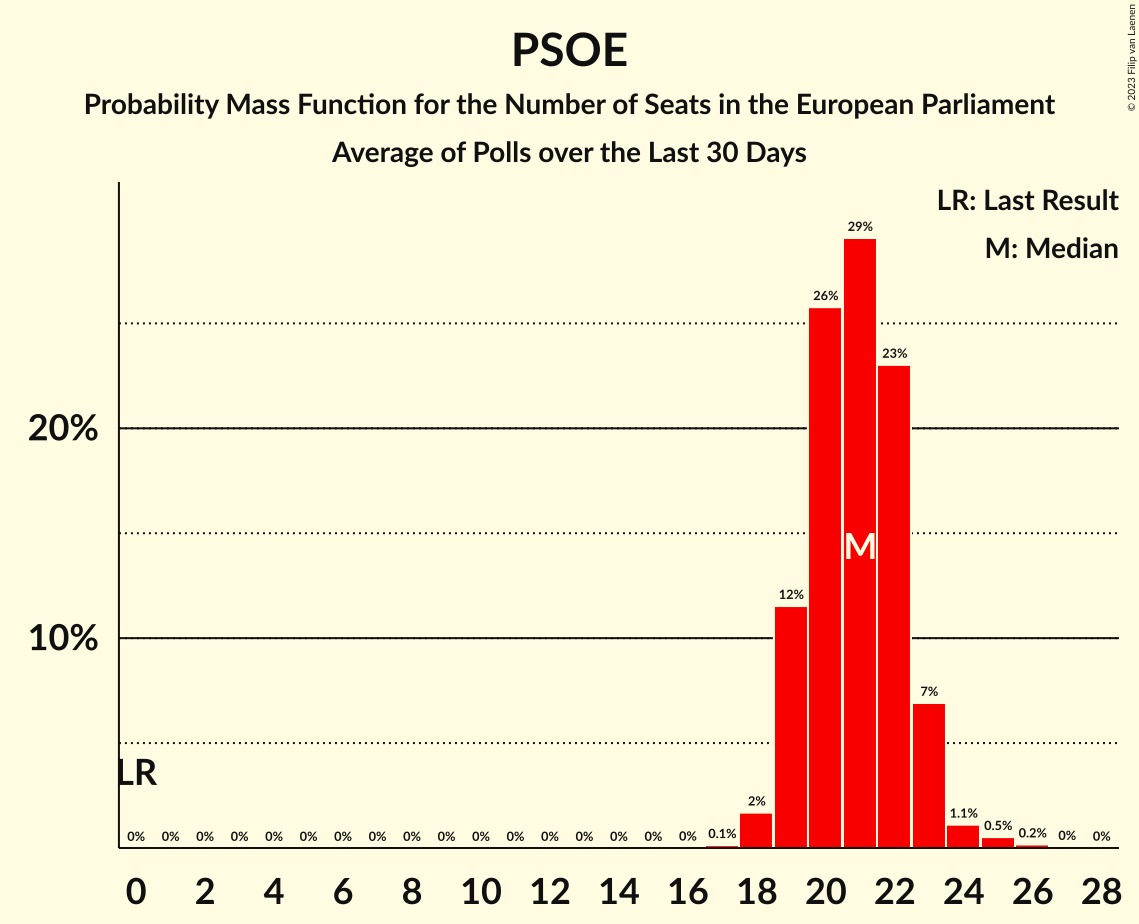 PSOE
Probability Mass Function for the Number of Seats in the European Parliament
Average of Polls over the Last 30 Days
© 2023 Filip van Laenen
LR: Last Result
M: Median
29%
26%
23%
20%
M
12%
10%
7%
LR
2%
1.1%
0.5%
0% 0% 0% 0% 0% 0% 0% 0% 0% 0% 0% 0% 0% 0% 0% 0% 0% 0.1% 0.2% 0% 0%
0 2 4 6 8 10 12 14 16 18 20 22 24 26 28